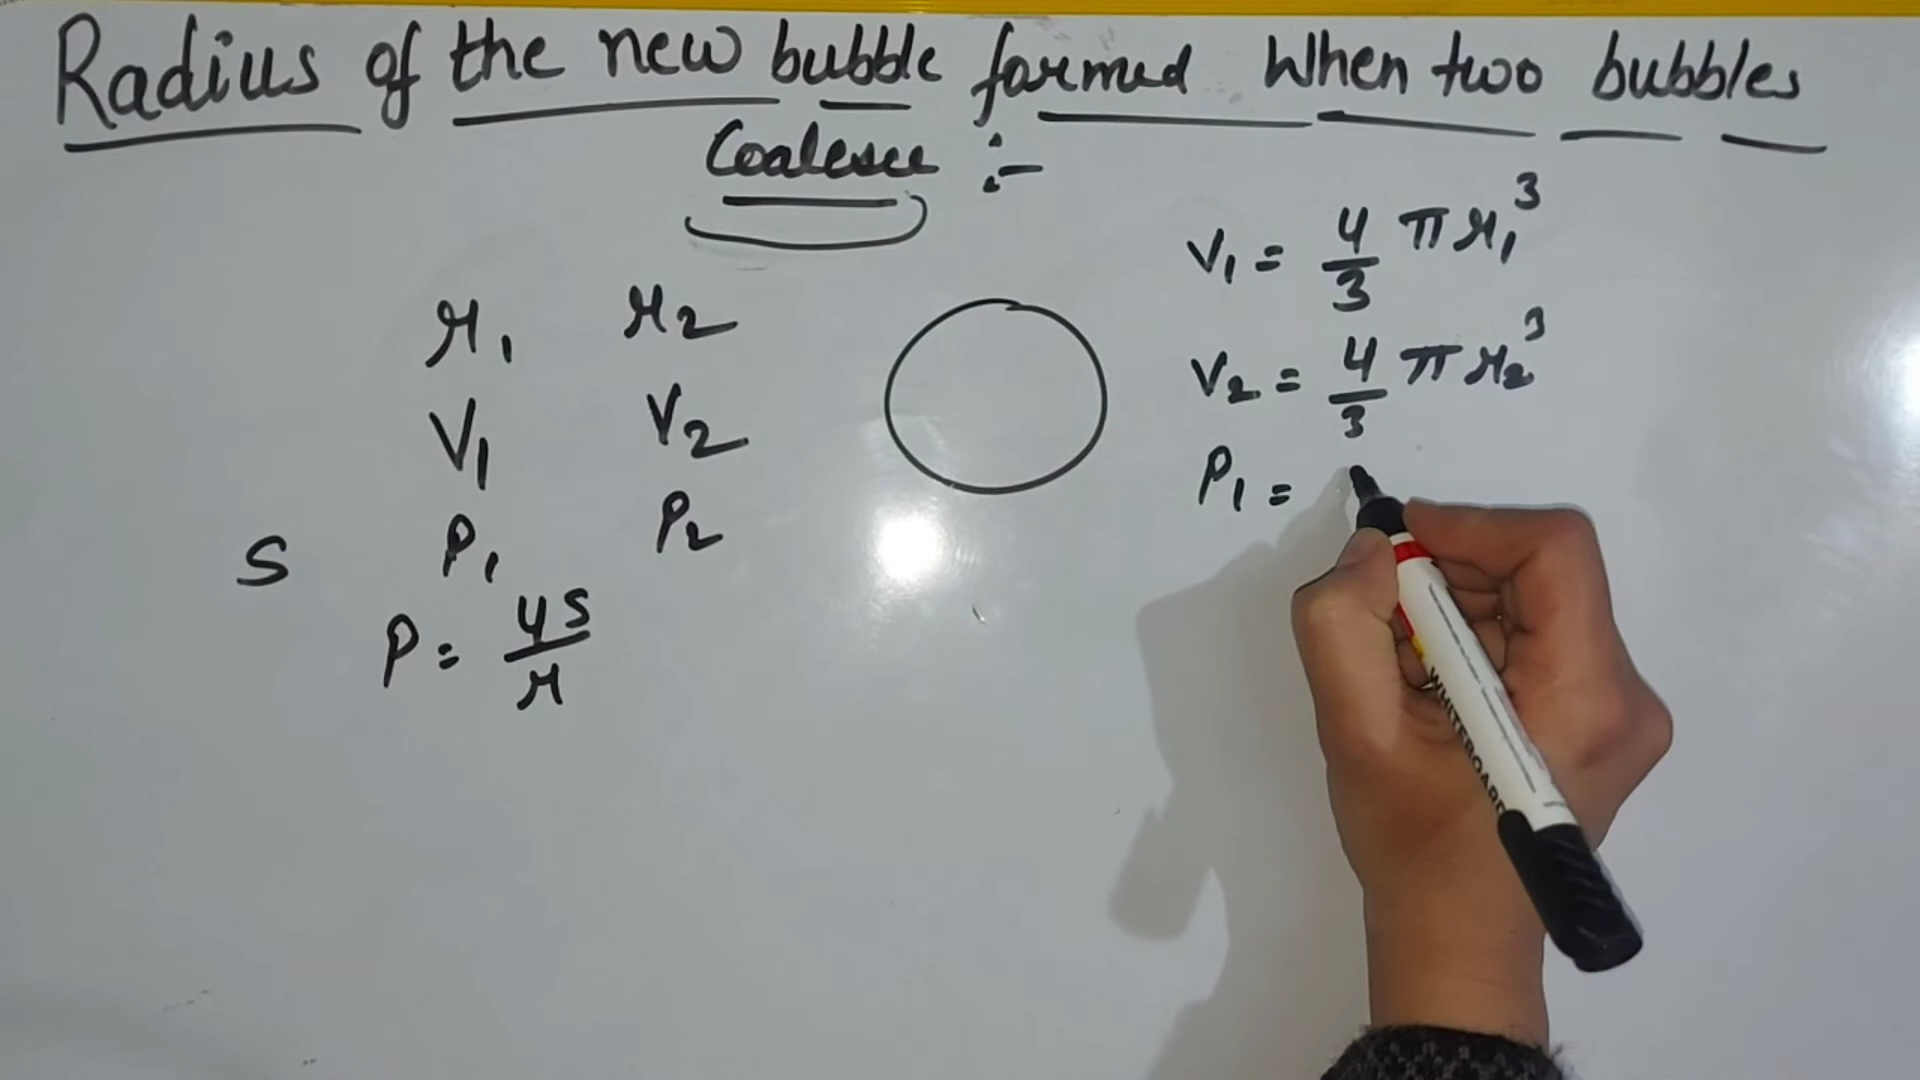 Radius of the new bubble formed When two bubbles
Coalesce :-
r₁ r₂
V₁ V₂
S P₁ P₂
P = 4S/r
V₁ = 4/3 π r₁³
V₂ = 4/3 π r₂³
P₁ =
WHITEBOARD